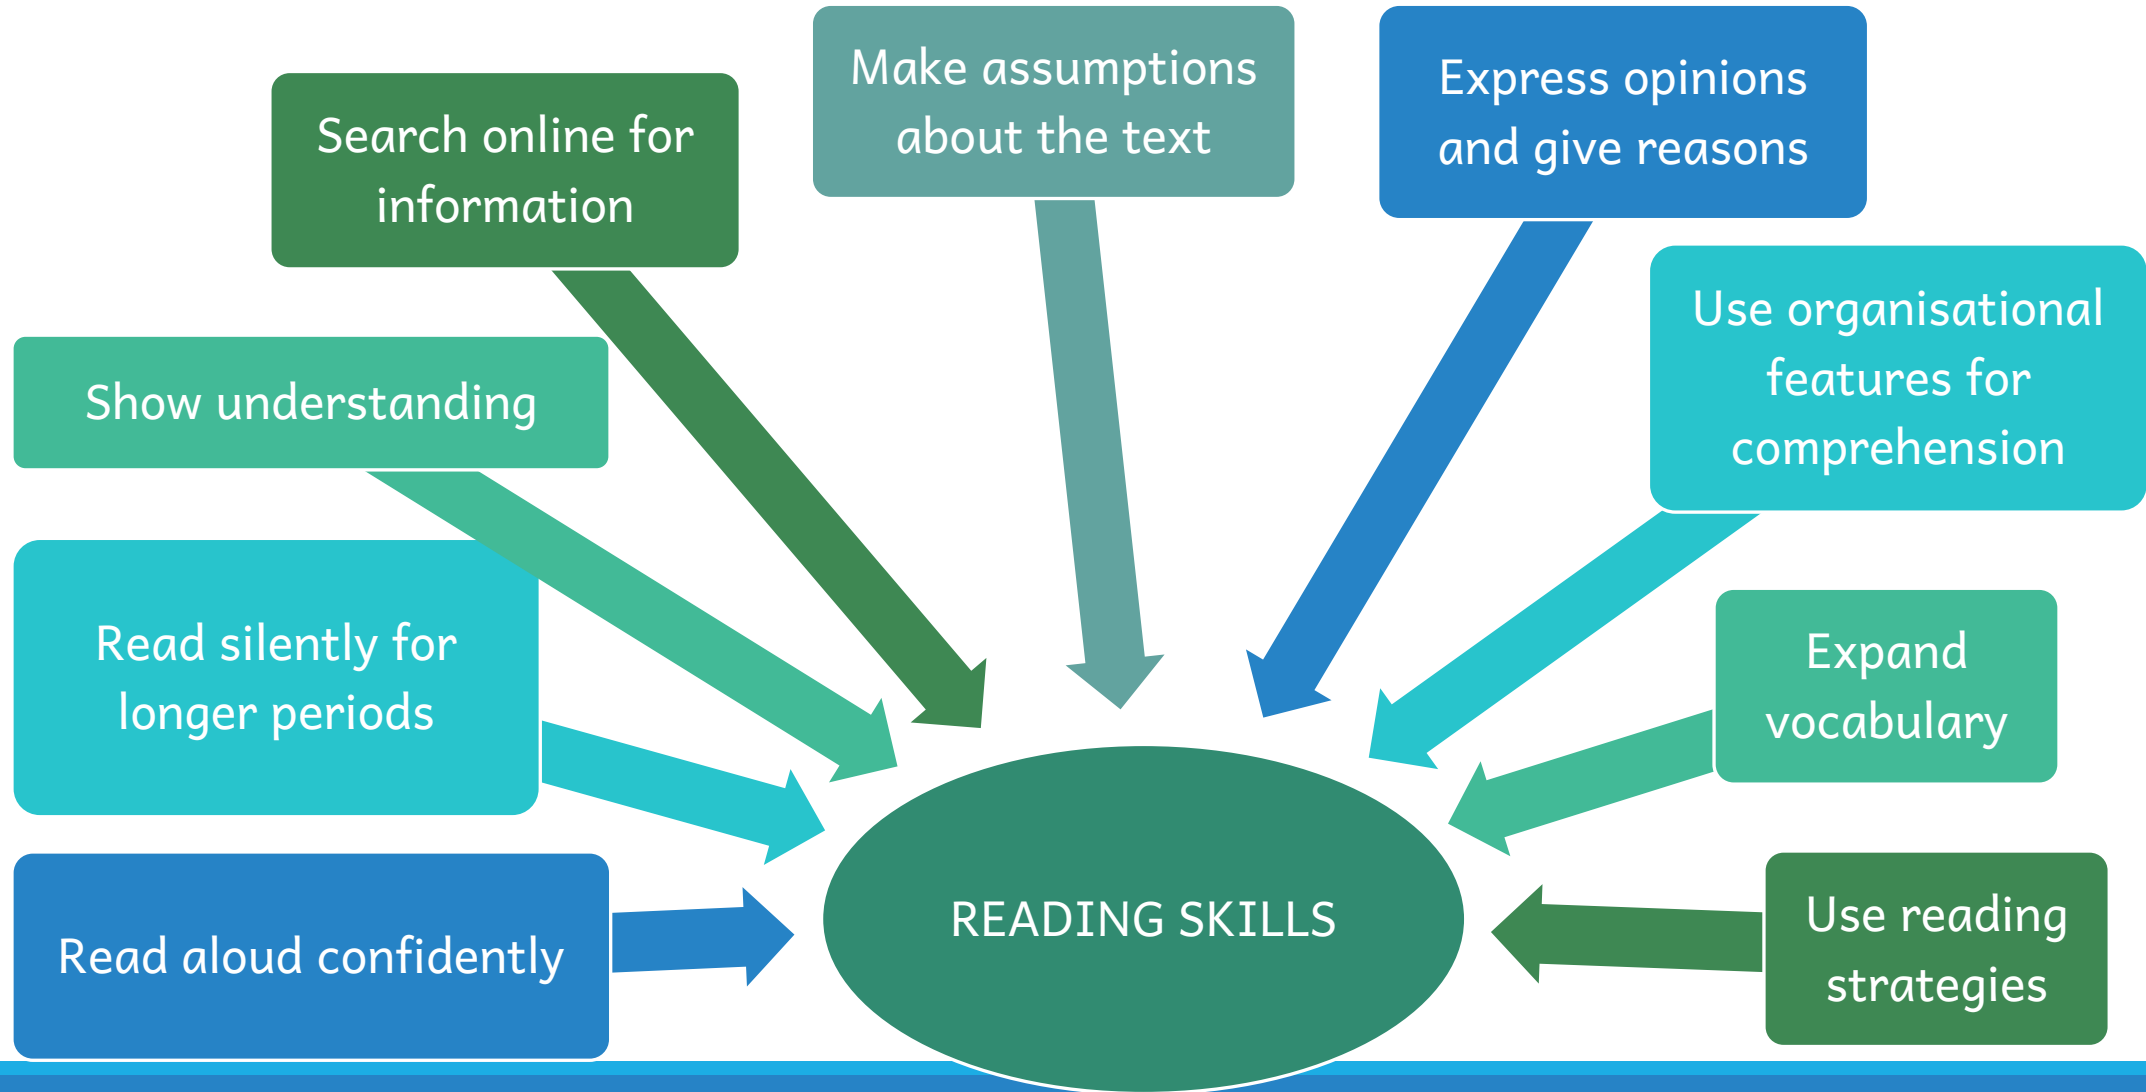 Make assumptions
about the text
Express opinions
and give reasons
Search online for
information
Use organisational
features for
comprehension
Show understanding
Read silently for
longer periods
Expand
vocabulary
Read aloud confidently
READING SKILLS
Use reading
strategies